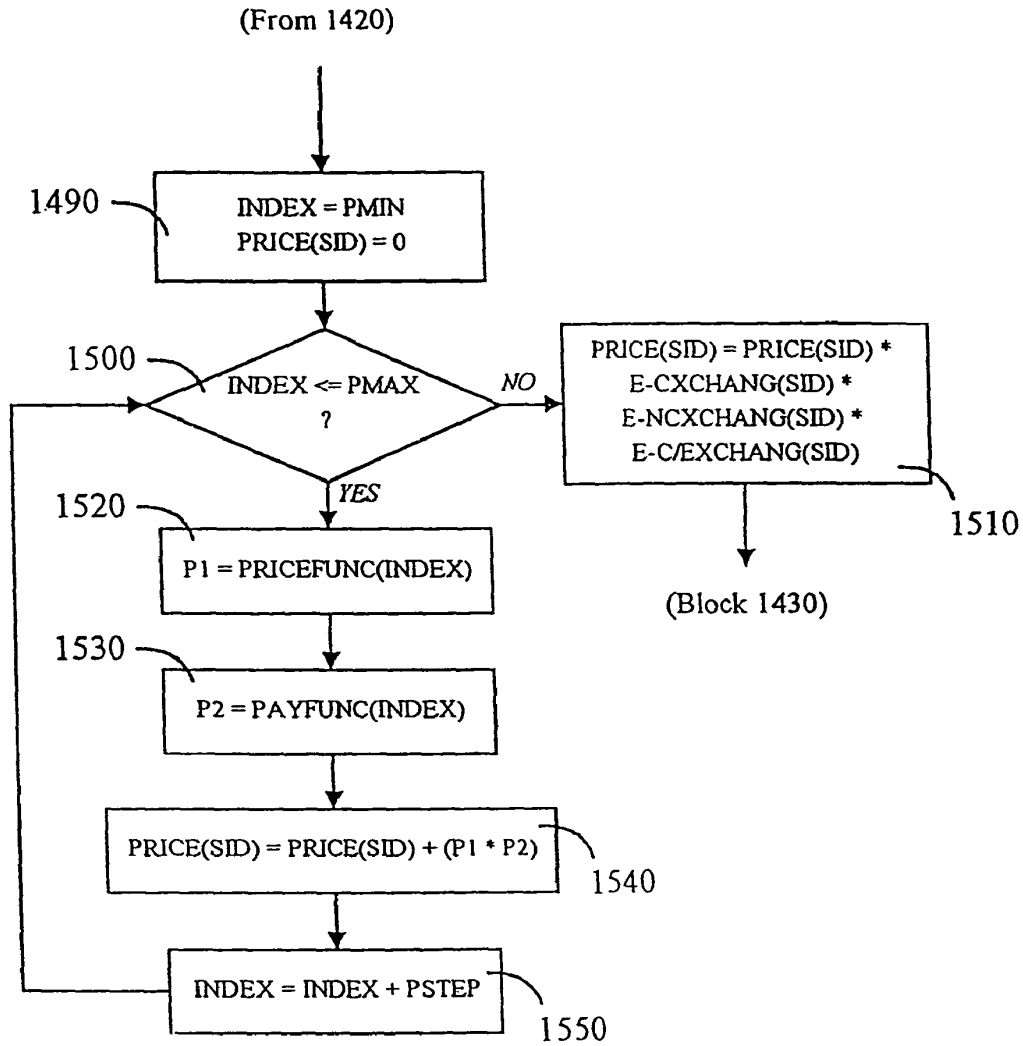 (From 1420)
1490
INDEX = PMIN
PRICE(SID) = 0
1500
INDEX <= PMAX
?
NO
YES
PRICE(SID) = PRICE(SID) *
E-CXCHANG(SID) *
E-NCXCHANG(SID) *
E-C/EXCHANG(SID)
1510
(Block 1430)
1520
P1 = PRICEFUNC(INDEX)
1530
P2 = PAYFUNC(INDEX)
PRICE(SID) = PRICE(SID) + (P1 * P2)
1540
INDEX = INDEX + PSTEP
1550